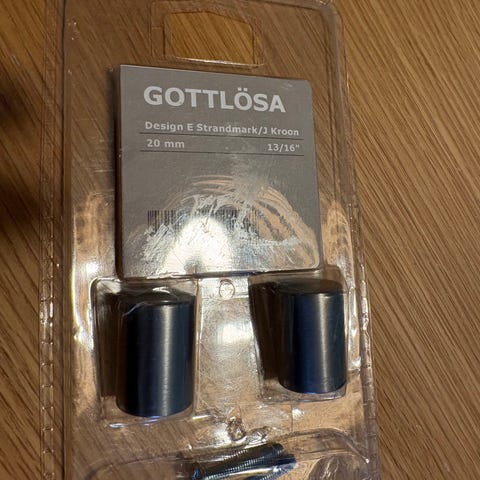 GOTTLÖSA
Design E Strandmark/J Kroon
20 mm 13/16"